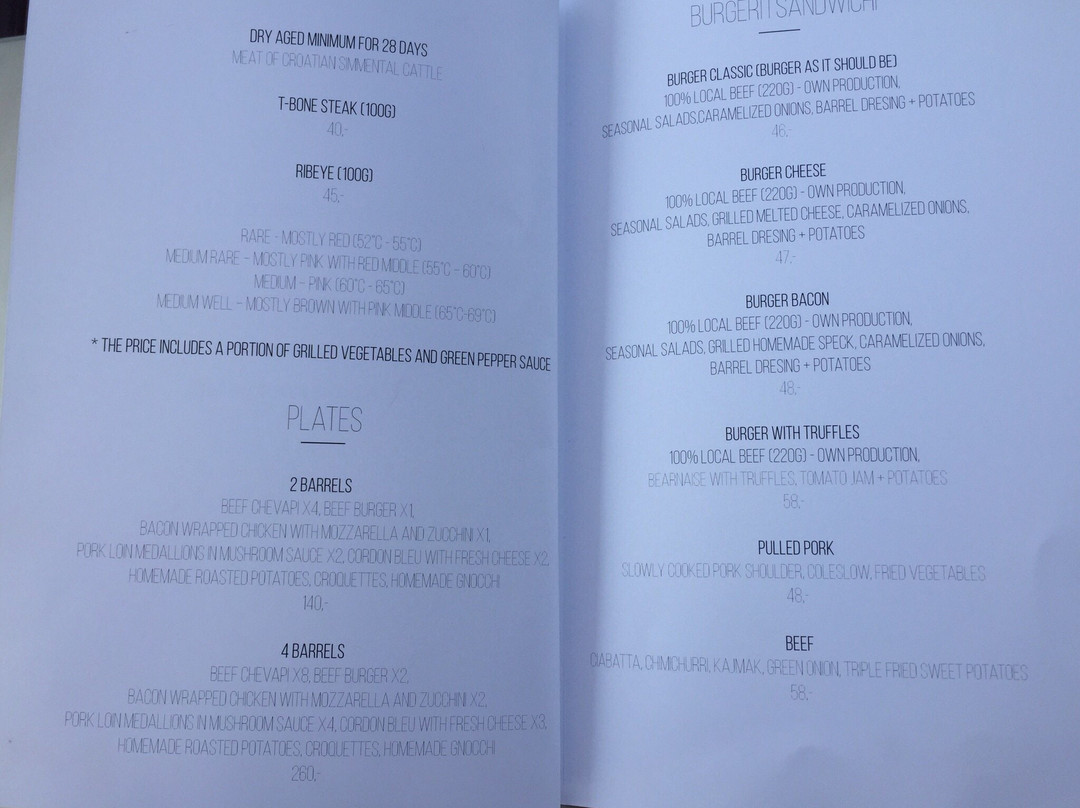 DRY AGED MINIMUM FOR 28 DAYS
MEAT OF CROATIAN SIMMENTAL CATTLE
T-BONE STEAK (100G)
40,-
RIBEYE (100G)
45,-
RARE - MOSTLY RED (52°C - 55°C)
MEDIUM RARE - MOSTLY PINK WITH RED MIDDLE (55°C - 60°C)
MEDIUM - PINK (60°C - 65°C)
MEDIUM WELL - MOSTLY BROWN WITH PINK MIDDLE (65°C-69°C)
* THE PRICE INCLUDES A PORTION OF GRILLED VEGETABLES AND GREEN PEPPER SAUCE
PLATES
2 BARRELS
BEEF CHEVAPI X4, BEEF BURGER X1,
BACON WRAPPED CHICKEN WITH MOZZARELLA AND ZUCCHINI X1,
PORK LOIN MEDALLIONS IN MUSHROOM SAUCE X2, CORDON BLEU WITH FRESH CHEESE X2,
HOMEMADE ROASTED POTATOES, CROQUETTES, HOMEMADE GNOCCHI
140,-
4 BARRELS
BEEF CHEVAPI X8, BEEF BURGER X2,
BACON WRAPPED CHICKEN WITH MOZZARELLA AND ZUCCHINI X2,
PORK LOIN MEDALLIONS IN MUSHROOM SAUCE X4, CORDON BLEU WITH FRESH CHEESE X3,
HOMEMADE ROASTED POTATOES, CROQUETTES, HOMEMADE GNOCCHI
260,-
BURGERI I SANDWICHI
BURGER CLASSIC (BURGER AS IT SHOULD BE)
100% LOCAL BEEF (220G) - OWN PRODUCTION,
SEASONAL SALADS,CARAMELIZED ONIONS, BARREL DRESING + POTATOES
46,-
BURGER CHEESE
100% LOCAL BEEF (220G) - OWN PRODUCTION,
SEASONAL SALADS, GRILLED MELTED CHEESE, CARAMELIZED ONIONS,
BARREL DRESING + POTATOES
47,-
BURGER BACON
100% LOCAL BEEF (220G) - OWN PRODUCTION,
SEASONAL SALADS, GRILLED HOMEMADE SPECK, CARAMELIZED ONIONS,
BARREL DRESING + POTATOES
48,-
BURGER WITH TRUFFLES
100% LOCAL BEEF (220G) - OWN PRODUCTION,
BEARNAISE WITH TRUFFLES, TOMATO JAM + POTATOES
58,-
PULLED PORK
SLOWLY COOKED PORK SHOULDER, COLESLOW, FRIED VEGETABLES
48,-
BEEF
CIABATTA, CHIMICHURRI, KAJMAK, GREEN ONION, TRIPLE FRIED SWEET POTATOES
58,-